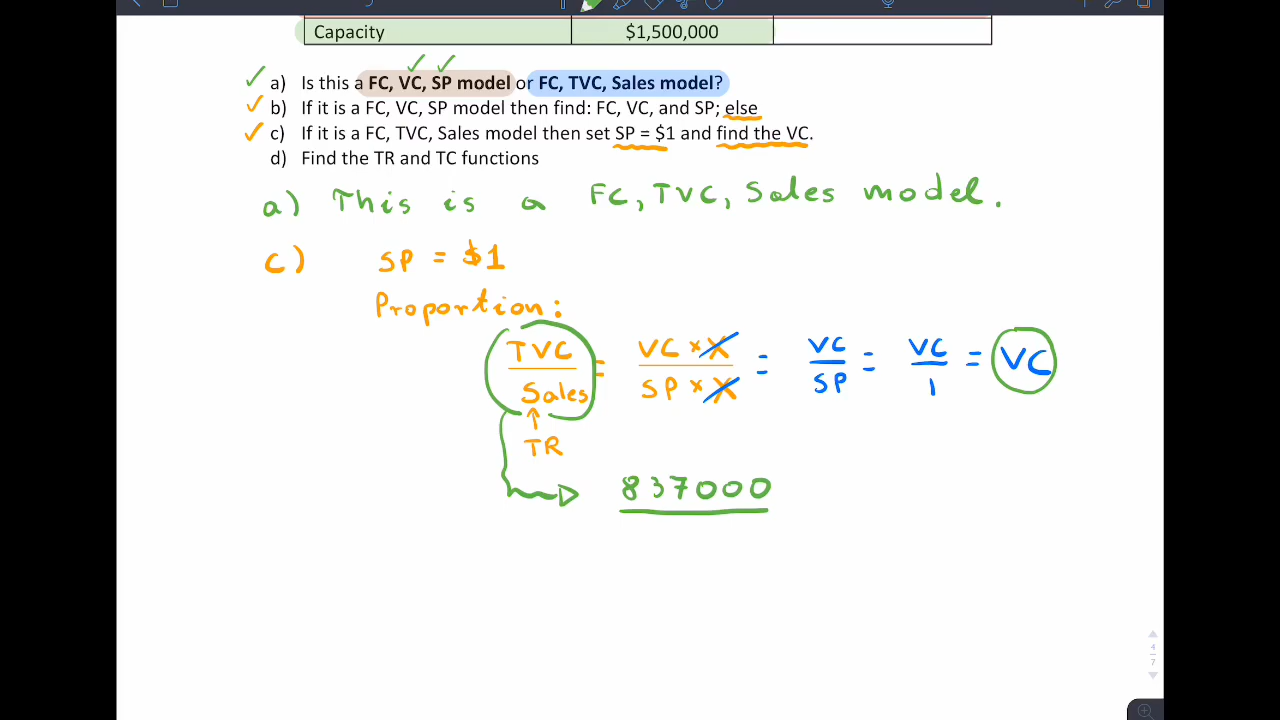 Capacity $1,500,000
a) Is this a FC, VC, SP model or FC, TVC, Sales model?
b) If it is a FC, VC, SP model then find: FC, VC, and SP; else
c) If it is a FC, TVC, Sales model then set SP = $1 and find the VC.
d) Find the TR and TC functions
a) This is a FC, TVC, Sales model.
c) SP = $1
Proportion:
TVC / Sales = VC × X / SP × X = VC / SP = VC / 1 = VC
↑
TR
837000
4
7